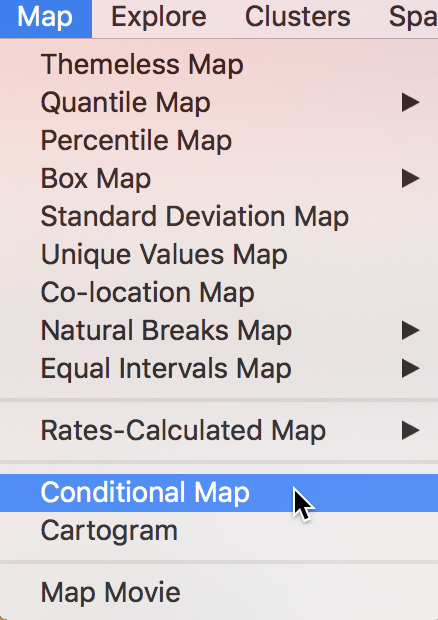 Map Explore Clusters Spa
Themeless Map
Quantile Map
Percentile Map
Box Map
Standard Deviation Map
Unique Values Map
Co-location Map
Natural Breaks Map
Equal Intervals Map
Rates-Calculated Map
Conditional Map
Cartogram
Map Movie